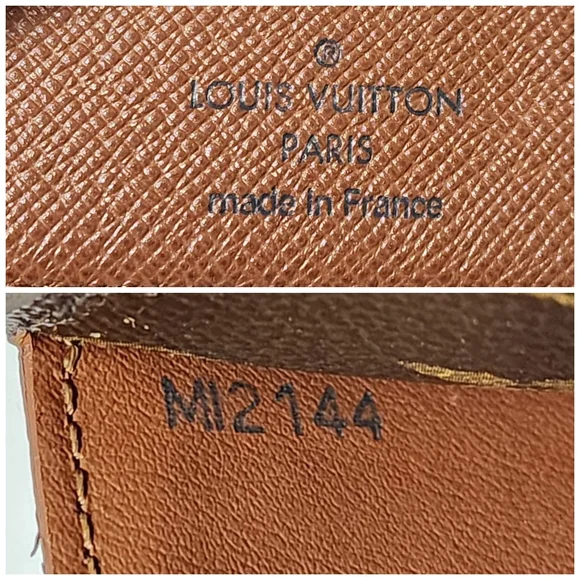 ®
LOUIS VUITTON
PARIS
made in France
MI2144